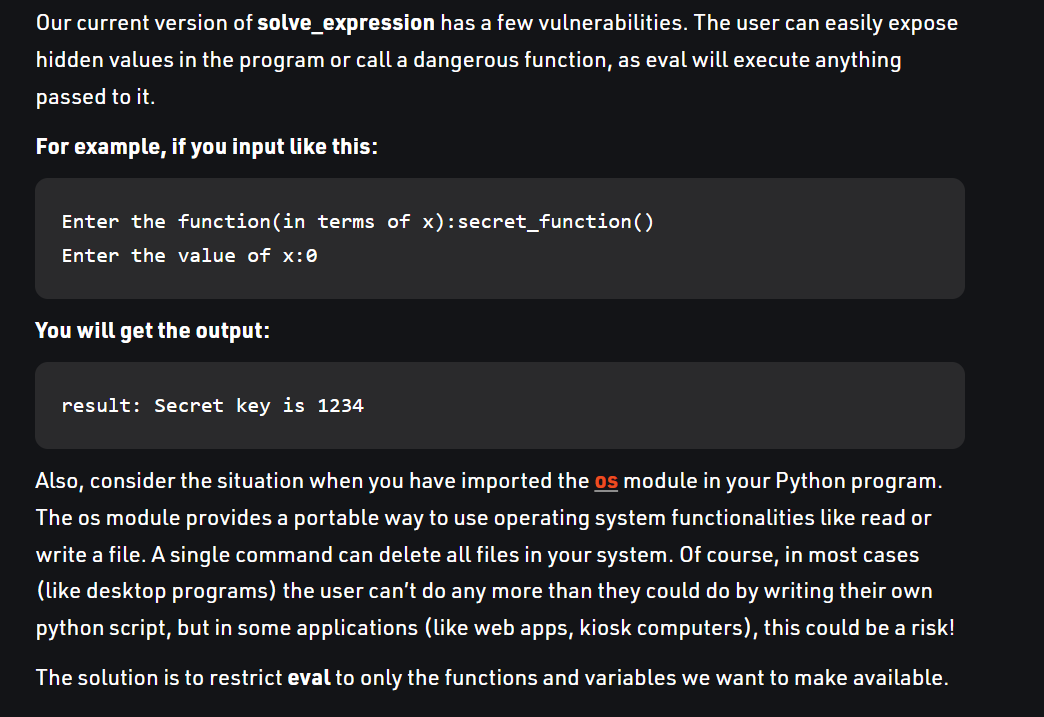 Our current version of solve_expression has a few vulnerabilities. The user can easily expose
hidden values in the program or call a dangerous function, as eval will execute anything
passed to it.
For example, if you input like this:
Enter the function(in terms of x):secret_function()
Enter the value of x:0
You will get the output:
result: Secret key is 1234
Also, consider the situation when you have imported the os module in your Python program.
The os module provides a portable way to use operating system functionalities like read or
write a file. A single command can delete all files in your system. Of course, in most cases
(like desktop programs) the user can’t do any more than they could do by writing their own
python script, but in some applications (like web apps, kiosk computers), this could be a risk!
The solution is to restrict eval to only the functions and variables we want to make available.